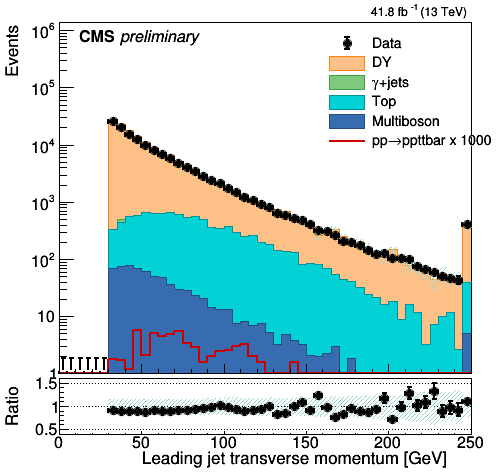 41.8 fb⁻¹ (13 TeV)
CMS preliminary
Events
10⁶
10⁵
10⁴
10³
10²
10
1
Data
DY
γ+jets
Top
Multiboson
pp→ppttbar x 1000
Ratio
1.5
1
0.5
0 50 100 150 200 250
Leading jet transverse momentum [GeV]